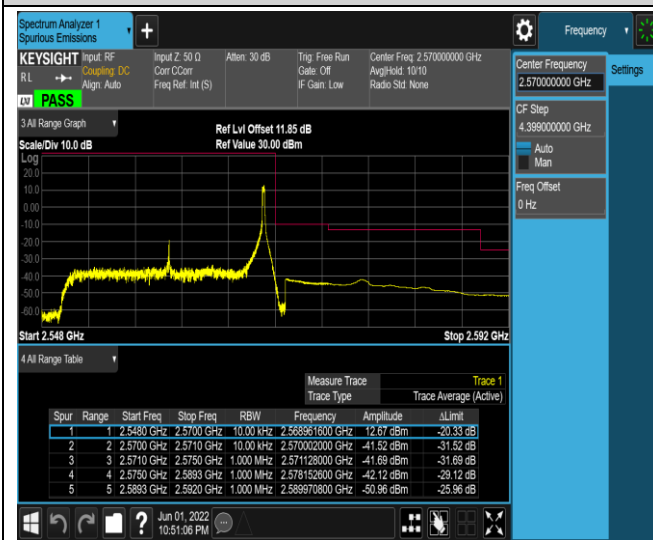 Spectrum Analyzer 1
Spurious Emissions
+
Frequency
KEYSIGHT Input: RF Input Z: 50 Ω Atten: 30 dB Trig: Free Run Center Freq: 2.570000000 GHz
RL Coupling: DC Corr CCorr Gate: Off Avg|Hold: 10/10
Align: Auto Freq Ref: Int (S) IF Gain: Low Radio Std: None
LXI PASS
Center Frequency
2.570000000 GHz
Settings
CF Step
4.399000000 GHz
Auto
Man
Freq Offset
0 Hz
3 All Range Graph
Ref Lvl Offset 11.85 dB
Scale/Div 10.0 dB Ref Value 30.00 dBm
Log
20.0
10.0
0.00
-10.0
-20.0
-30.0
-40.0
-50.0
-60.0
Start 2.548 GHz Stop 2.592 GHz
4 All Range Table
Measure Trace Trace 1
Trace Type Trace Average (Active)
Spur Range Start Freq Stop Freq RBW Frequency Amplitude ΔLimit
1 1 2.5480 GHz 2.5700 GHz 10.00 kHz 2.568961600 GHz 12.67 dBm -20.33 dB
2 2 2.5700 GHz 2.5710 GHz 10.00 kHz 2.570002000 GHz -41.52 dBm -31.52 dB
3 3 2.5710 GHz 2.5750 GHz 1.000 MHz 2.571128000 GHz -41.69 dBm -31.69 dB
4 4 2.5750 GHz 2.5893 GHz 1.000 MHz 2.578152600 GHz -42.12 dBm -29.12 dB
5 5 2.5893 GHz 2.5920 GHz 1.000 MHz 2.589970800 GHz -50.96 dBm -25.96 dB
? Jun 01, 2022
10:51:06 PM